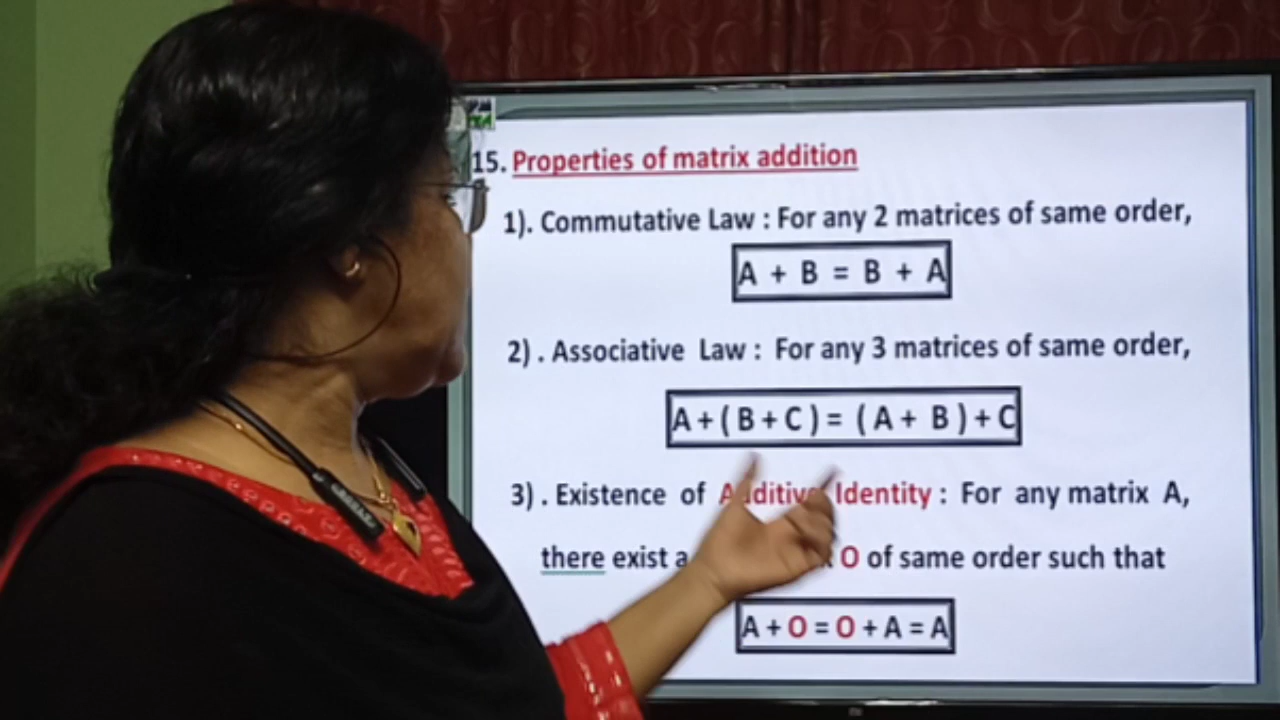 15. Properties of matrix addition
1). Commutative Law : For any 2 matrices of same order,
A + B = B + A
2) . Associative Law : For any 3 matrices of same order,
A + ( B + C ) = ( A + B ) + C
3) . Existence of Additive Identity : For any matrix A,
there exist a O of same order such that
A + O = O + A = A